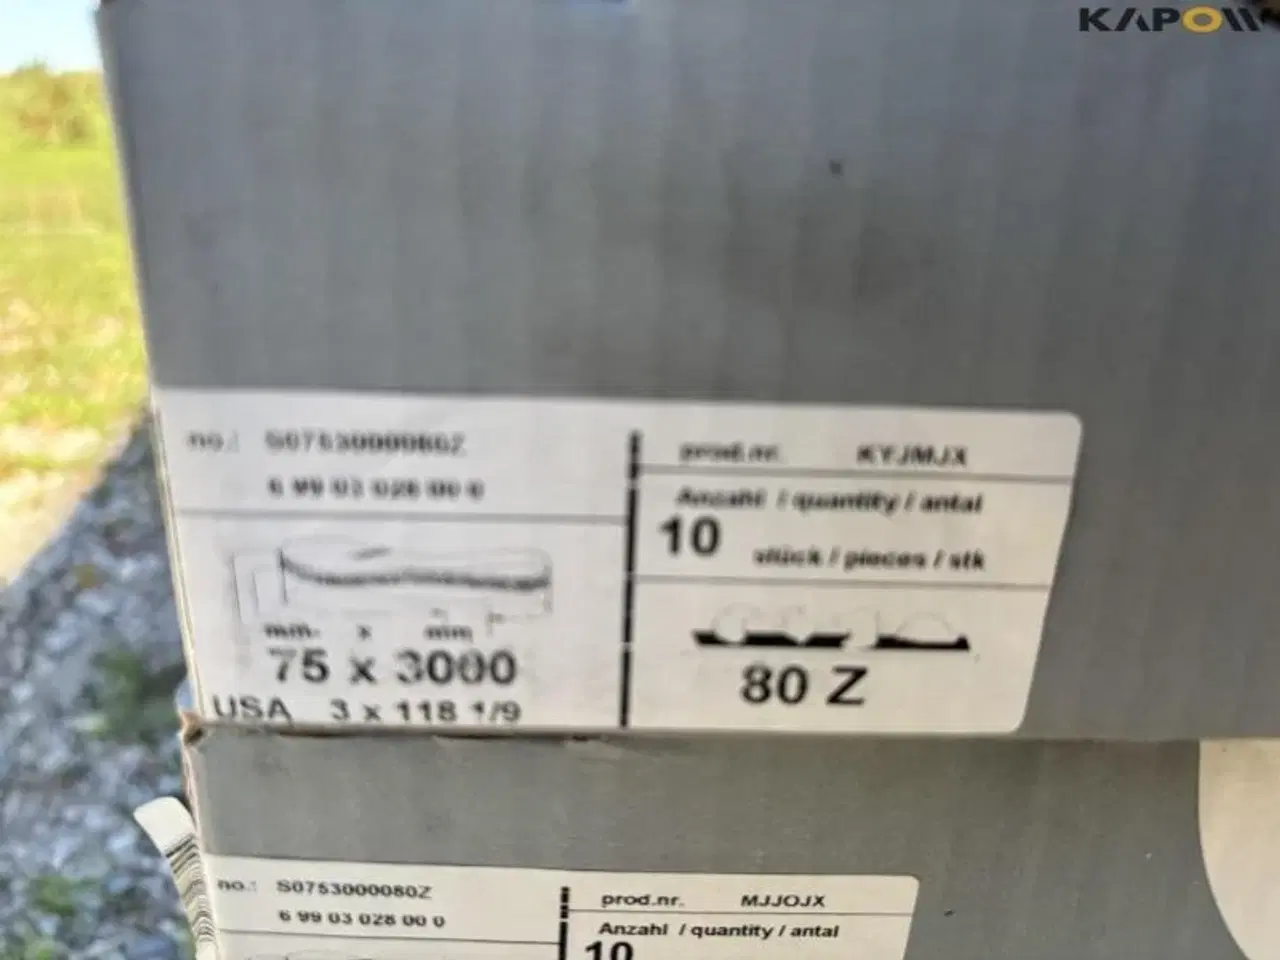 KAPOW
no.: S0753000080Z
6 99 03 028 00 0
prod.nr. KYJMJX
Anzahl / quantity / antal
10 stück / pieces / stk
mm x mm
75 x 3000
USA 3 x 118 1/9
80 Z
no.: S0753000080Z
6 99 03 028 00 0
prod.nr. MJJOJX
Anzahl / quantity / antal
10